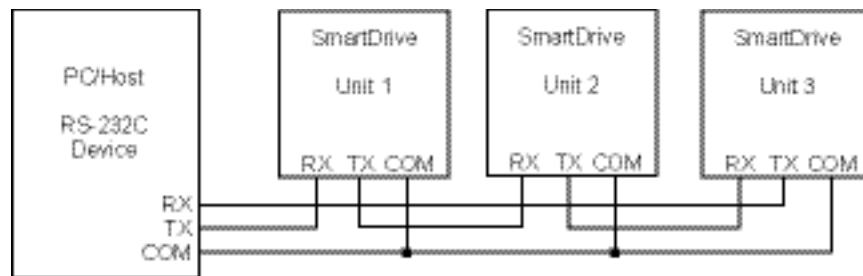 PC/Host
RS-232C
Device
RX
TX
COM
SmartDrive
Unit 1
RX TX COM
SmartDrive
Unit 2
RX TX COM
SmartDrive
Unit 3
RX TX COM